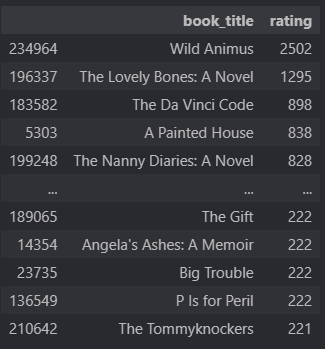 book_title rating
234964 Wild Animus 2502
196337 The Lovely Bones: A Novel 1295
183582 The Da Vinci Code 898
5303 A Painted House 838
199248 The Nanny Diaries: A Novel 828
... ... ...
189065 The Gift 222
14354 Angela's Ashes: A Memoir 222
23735 Big Trouble 222
136549 P Is for Peril 222
210642 The Tommyknockers 221